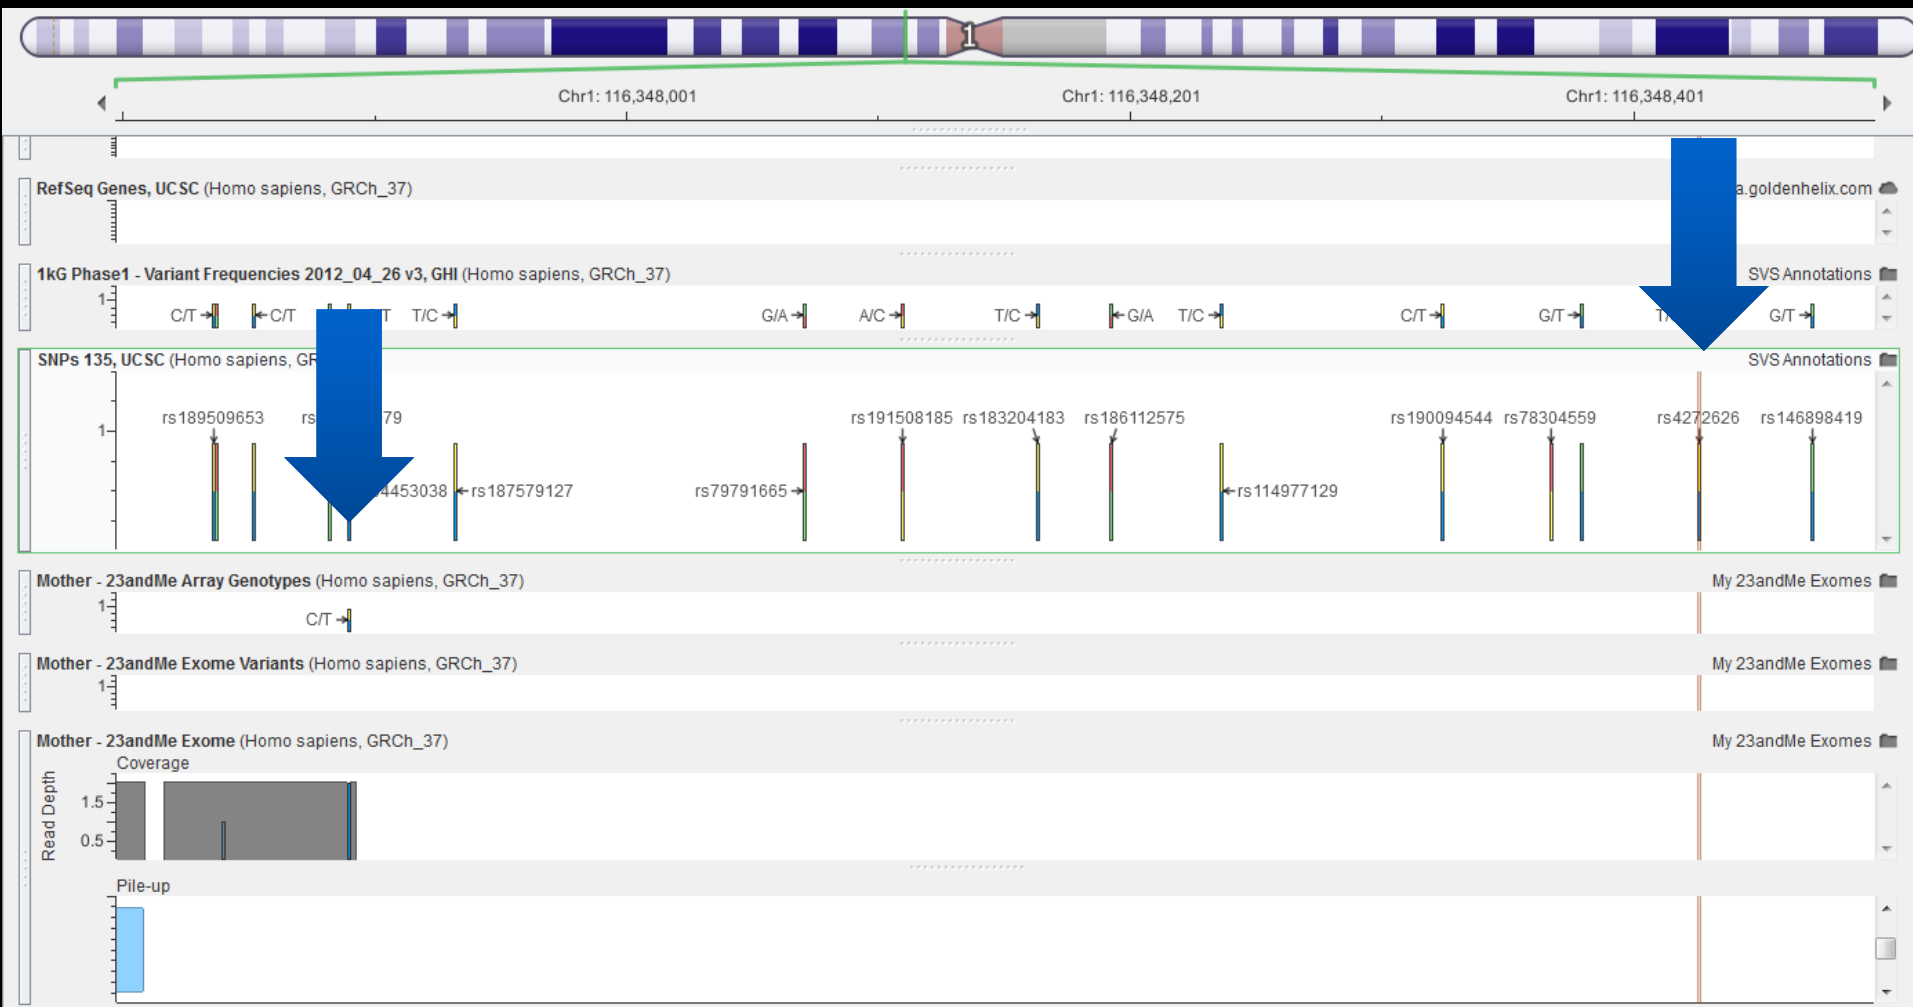 1
Chr1: 116,348,001 Chr1: 116,348,201 Chr1: 116,348,401
RefSeq Genes, UCSC (Homo sapiens, GRCh_37) a.goldenhelix.com
1kG Phase1 - Variant Frequencies 2012_04_26 v3, GHI (Homo sapiens, GRCh_37) SVS Annotations
1
C/T C/T T T/C G/A A/C T/C G/A T/C C/T G/T T/ G/T
SNPs 135, UCSC (Homo sapiens, GR SVS Annotations
rs189509653 rs 79 rs191508185 rs183204183 rs186112575 rs190094544 rs78304559 rs4272626 rs146898419
1
4453038 rs187579127 rs79791665 rs114977129
Mother - 23andMe Array Genotypes (Homo sapiens, GRCh_37) My 23andMe Exomes
1
C/T
Mother - 23andMe Exome Variants (Homo sapiens, GRCh_37) My 23andMe Exomes
1
Mother - 23andMe Exome (Homo sapiens, GRCh_37) My 23andMe Exomes
Coverage
Read Depth
1.5
0.5
Pile-up